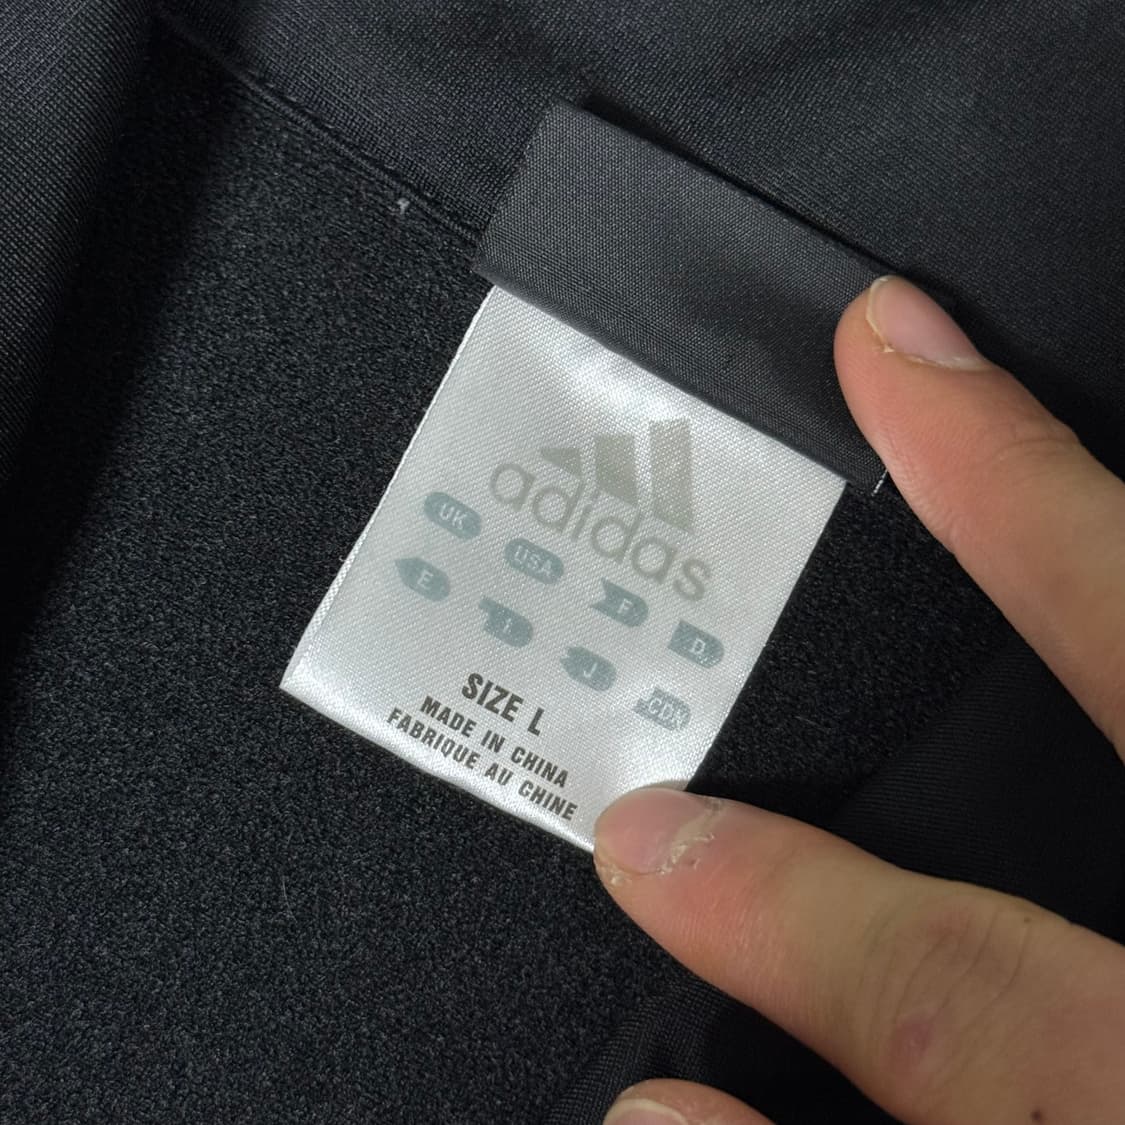 adidas
UK USA F D
E I J CDN
SIZE L
MADE IN CHINA
FABRIQUE AU CHINE